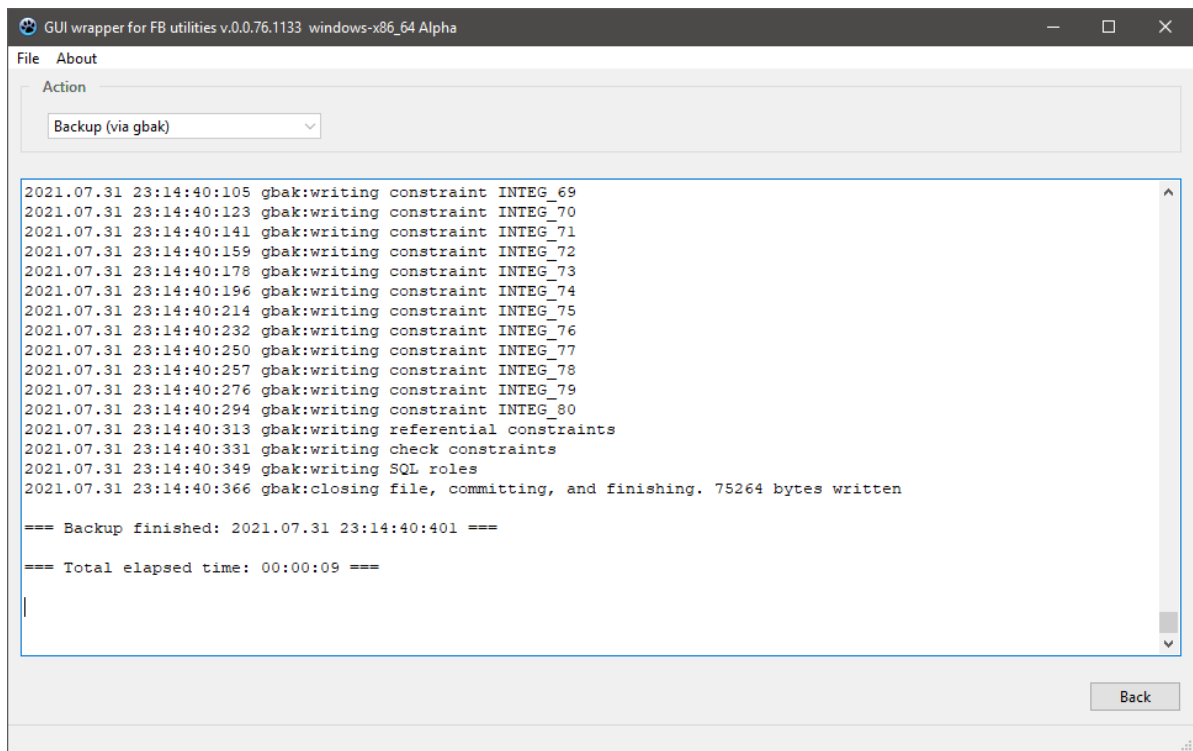 GUI wrapper for FB utilities v.0.0.76.1133 windows-x86_64 Alpha
File About
Action
Backup (via gbak)
2021.07.31 23:14:40:105 gbak:writing constraint INTEG_69
2021.07.31 23:14:40:123 gbak:writing constraint INTEG_70
2021.07.31 23:14:40:141 gbak:writing constraint INTEG_71
2021.07.31 23:14:40:159 gbak:writing constraint INTEG_72
2021.07.31 23:14:40:178 gbak:writing constraint INTEG_73
2021.07.31 23:14:40:196 gbak:writing constraint INTEG_74
2021.07.31 23:14:40:214 gbak:writing constraint INTEG_75
2021.07.31 23:14:40:232 gbak:writing constraint INTEG_76
2021.07.31 23:14:40:250 gbak:writing constraint INTEG_77
2021.07.31 23:14:40:257 gbak:writing constraint INTEG_78
2021.07.31 23:14:40:276 gbak:writing constraint INTEG_79
2021.07.31 23:14:40:294 gbak:writing constraint INTEG_80
2021.07.31 23:14:40:313 gbak:writing referential constraints
2021.07.31 23:14:40:331 gbak:writing check constraints
2021.07.31 23:14:40:349 gbak:writing SQL roles
2021.07.31 23:14:40:366 gbak:closing file, committing, and finishing. 75264 bytes written
=== Backup finished: 2021.07.31 23:14:40:401 ===
=== Total elapsed time: 00:00:09 ===
Back